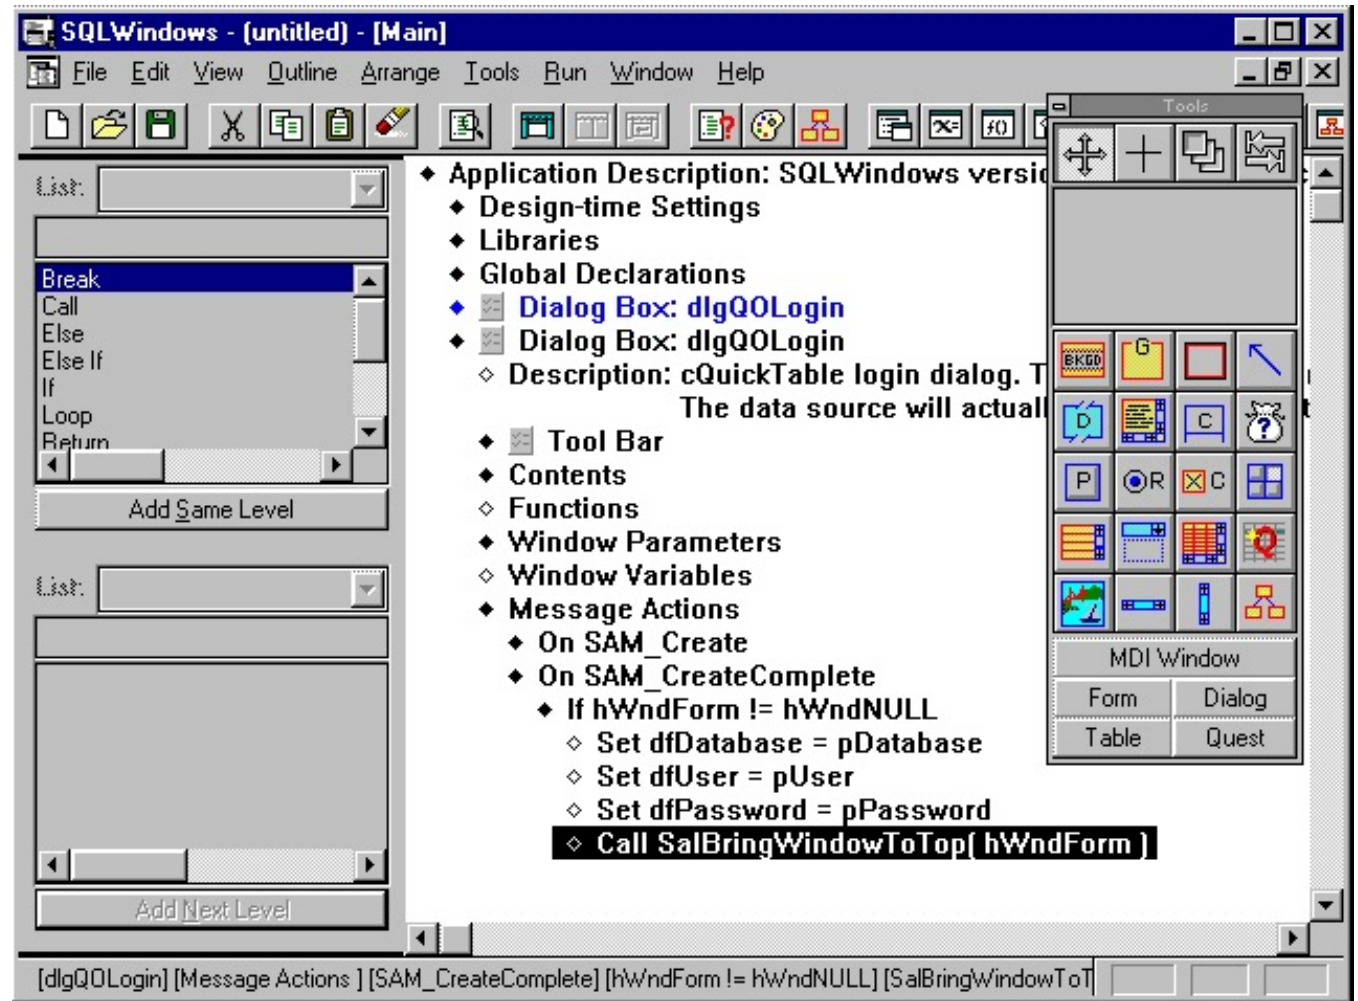 SQLWindows - (untitled) - [Main]
File Edit View Outline Arrange Tools Run Window Help
Tools
List:
Break
Call
Else
Else If
If
Loop
Return
Add Same Level
List:
Add Next Level
Application Description: SQLWindows versio
Design-time Settings
Libraries
Global Declarations
Dialog Box: dlgQOLogin
Dialog Box: dlgQOLogin
Description: cQuickTable login dialog. T
The data source will actuall
Tool Bar
Contents
Functions
Window Parameters
Window Variables
Message Actions
On SAM_Create
On SAM_CreateComplete
If hWndForm != hWndNULL
Set dfDatabase = pDatabase
Set dfUser = pUser
Set dfPassword = pPassword
Call SalBringWindowToTop( hWndForm )
BKGD G
D C ?
P R C
Q
MDI Window
Form Dialog
Table Quest
[dlgQOLogin] [Message Actions ] [SAM_CreateComplete] [hWndForm != hWndNULL] [SalBringWindowToT